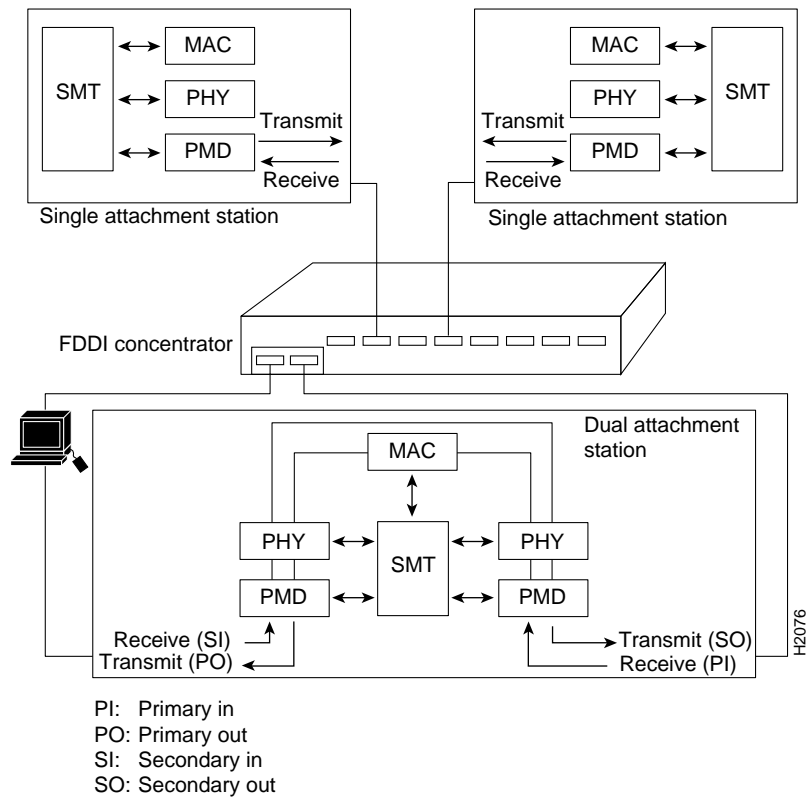 MAC
SMT
PHY
Transmit
PMD
Receive
Single attachment station
MAC
PHY
SMT
Transmit
PMD
Receive
Single attachment station
FDDI concentrator
Dual attachment
station
MAC
PHY
SMT
PHY
PMD
PMD
Receive (SI)
Transmit (PO)
Transmit (SO)
Receive (PI)
H2076
PI: Primary in
PO: Primary out
SI: Secondary in
SO: Secondary out